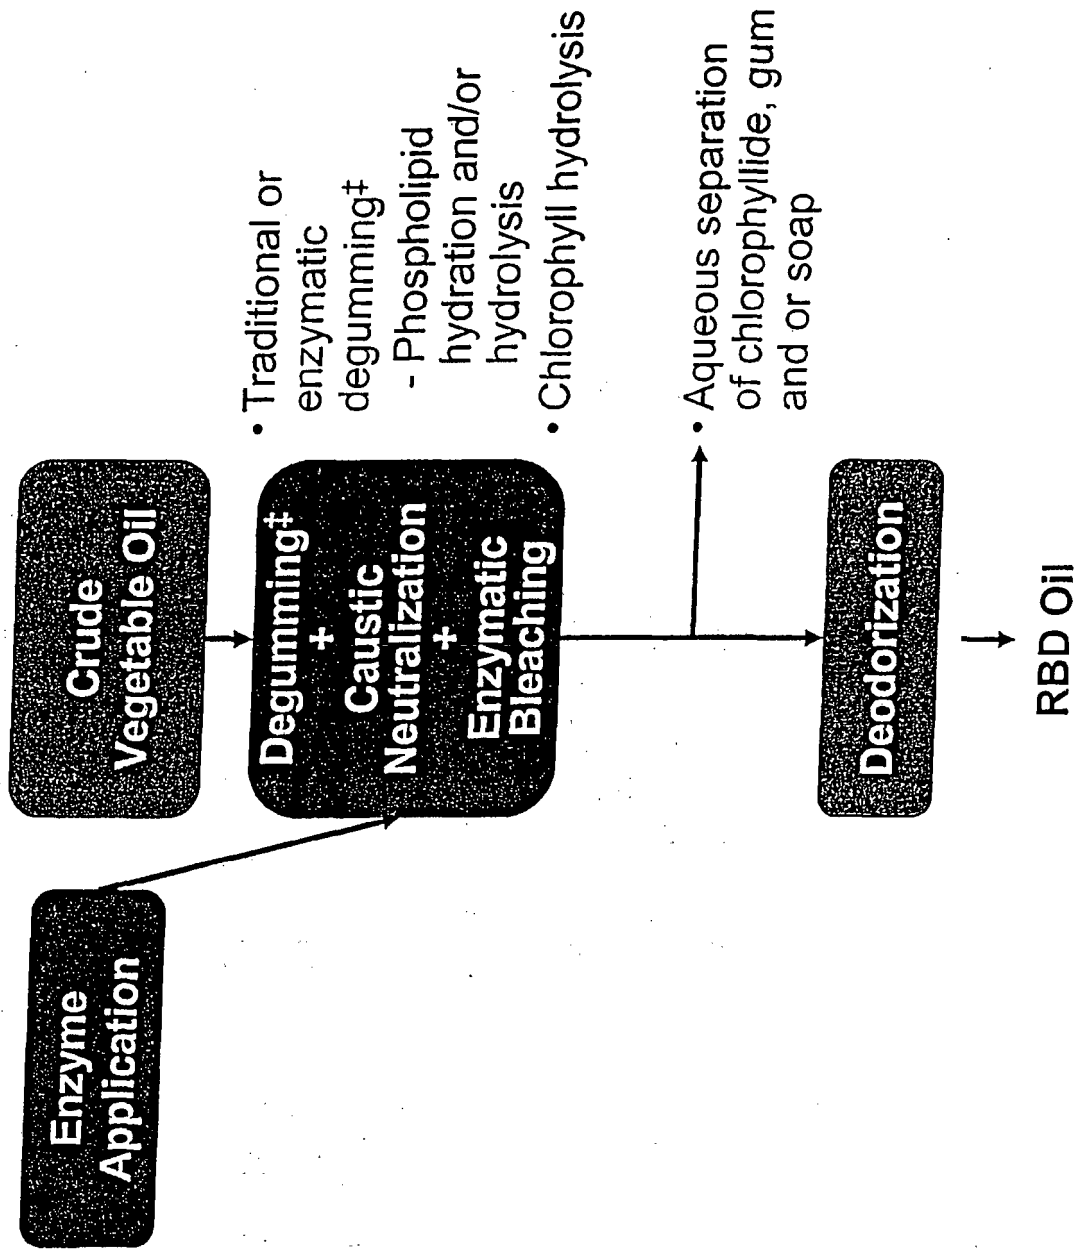 Enzyme
Application
Crude
Vegetable Oil
Degumming‡
+
Caustic
Neutralization
+
Enzymatic
Bleaching
• Traditional or
enzymatic
degumming‡
- Phospholipid
hydration and/or
hydrolysis
• Chlorophyll hydrolysis
• Aqueous separation
of chlorophyllide, gum
and or soap
Deodorization
RBD Oil